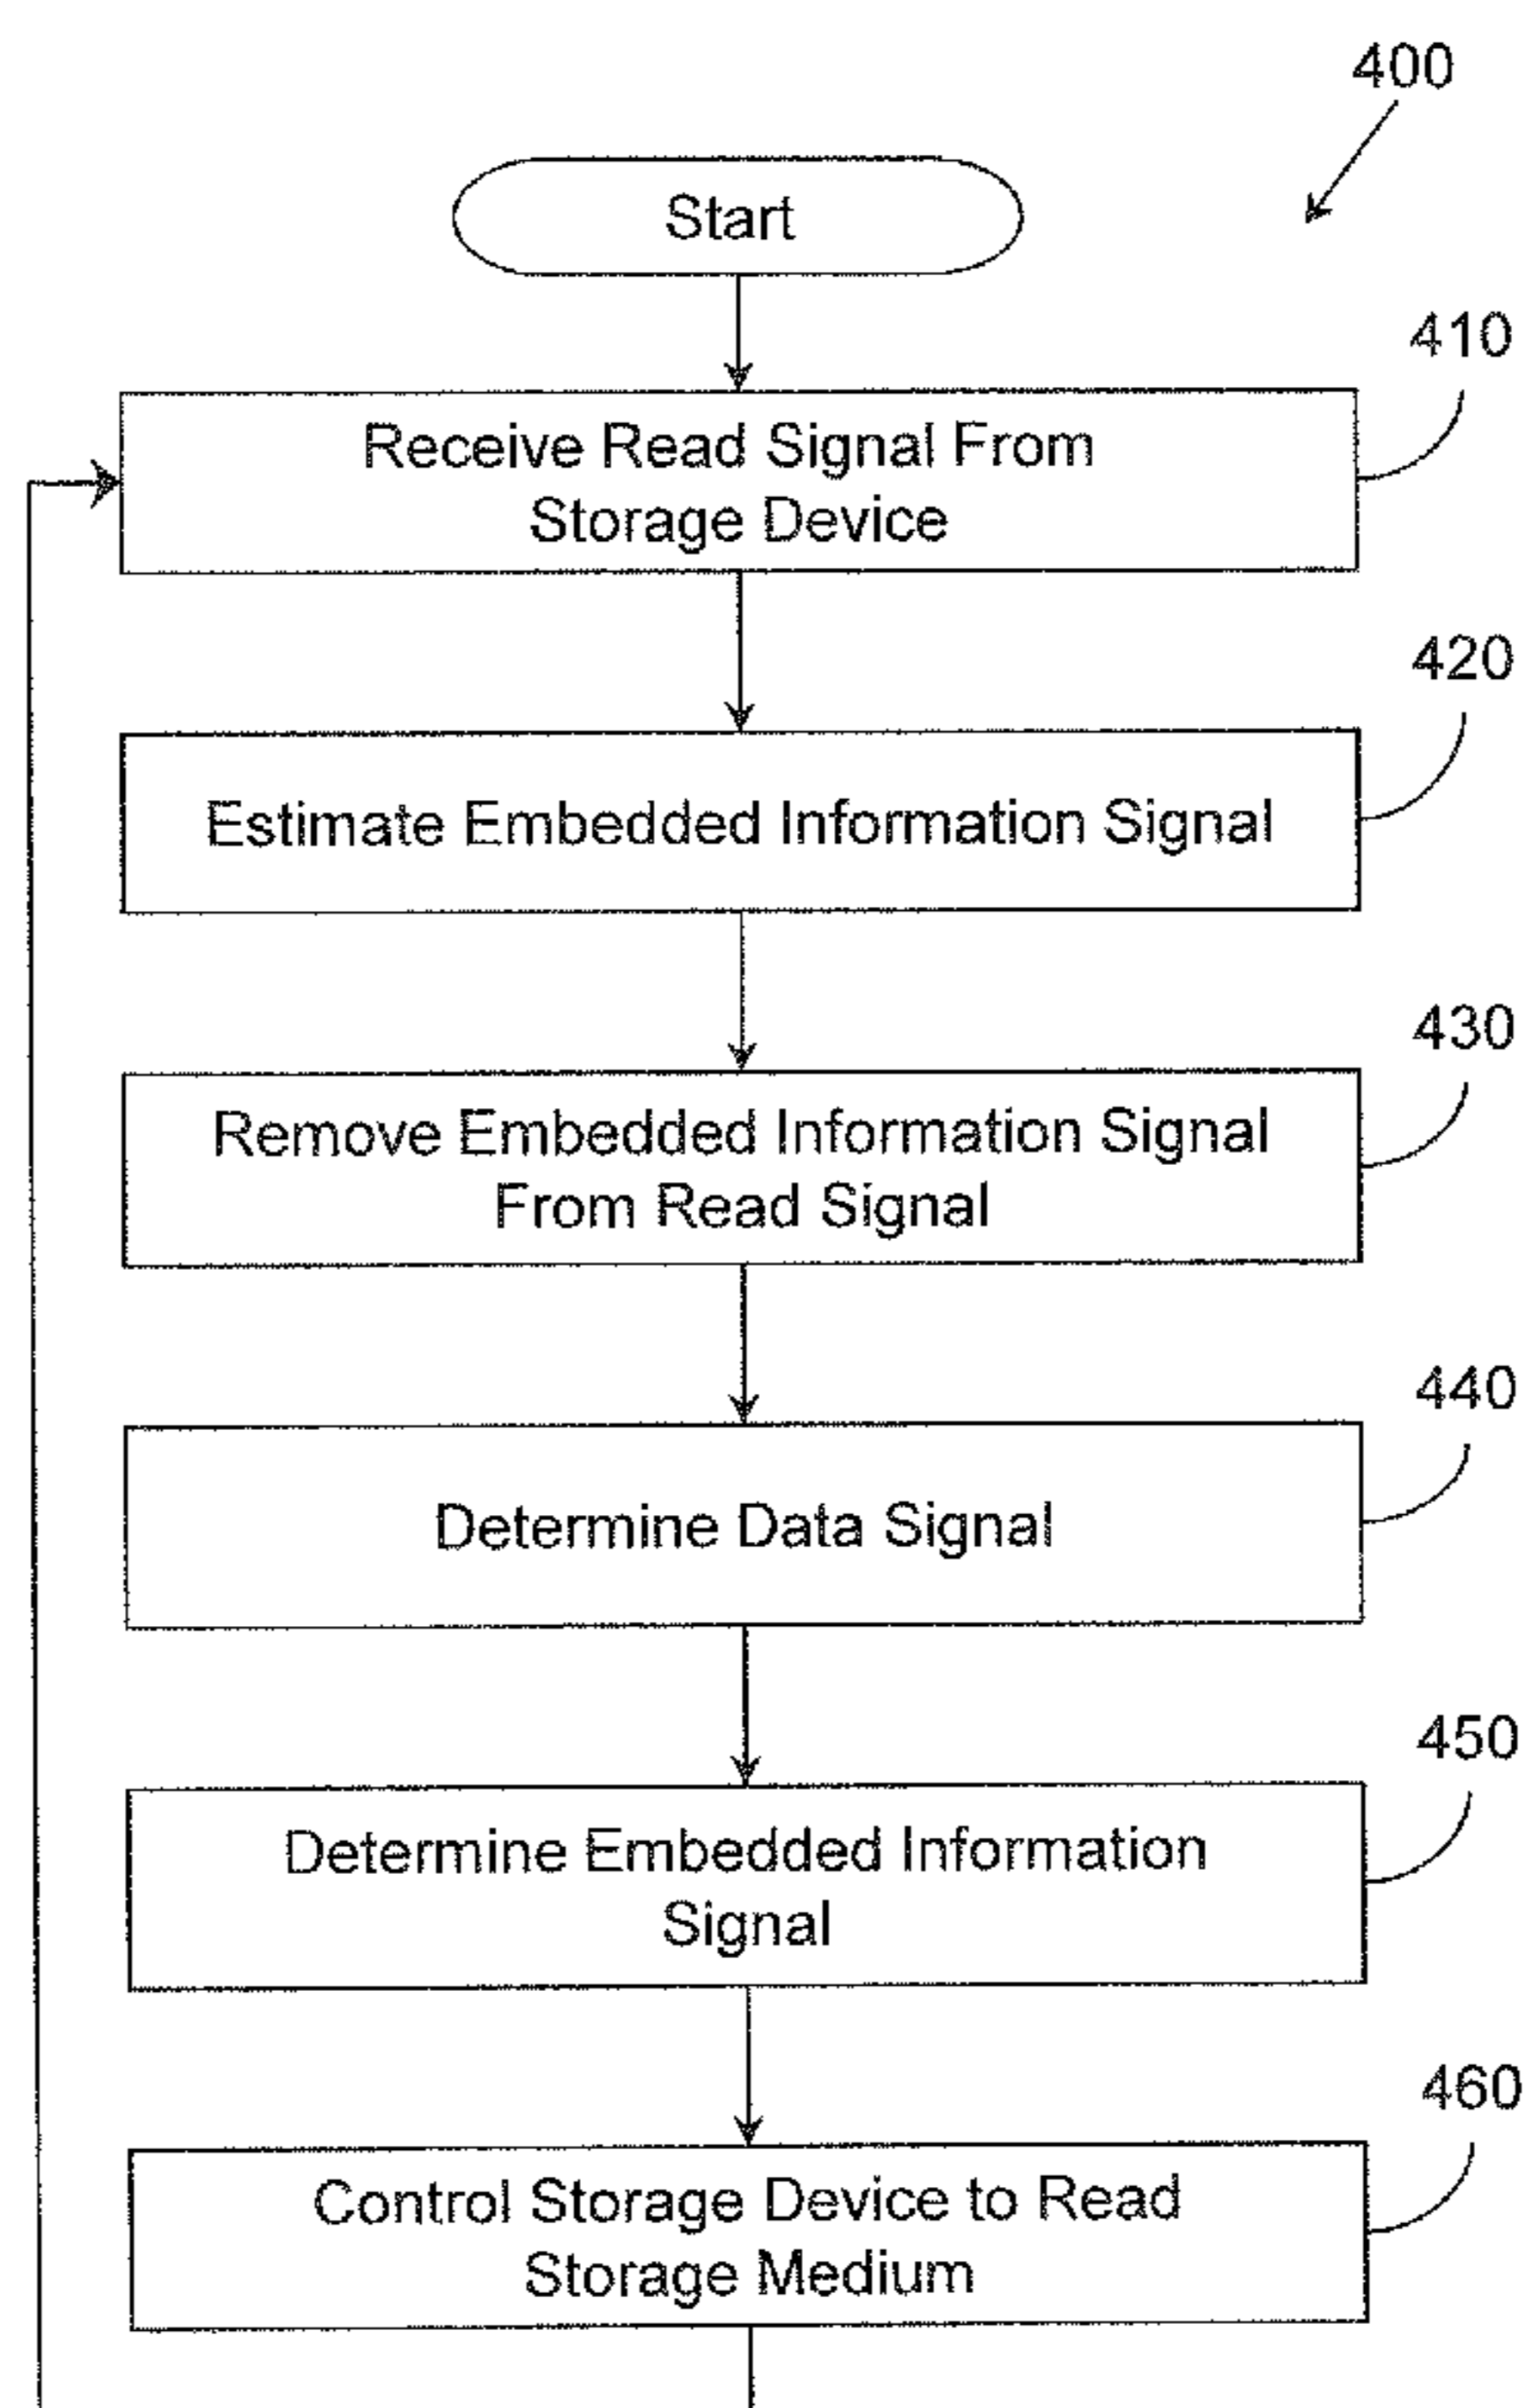 400
Start
410
Receive Read Signal From
Storage Device
420
Estimate Embedded Information Signal
430
Remove Embedded Information Signal
From Read Signal
440
Determine Data Signal
450
Determine Embedded Information
Signal
460
Control Storage Device to Read
Storage Medium